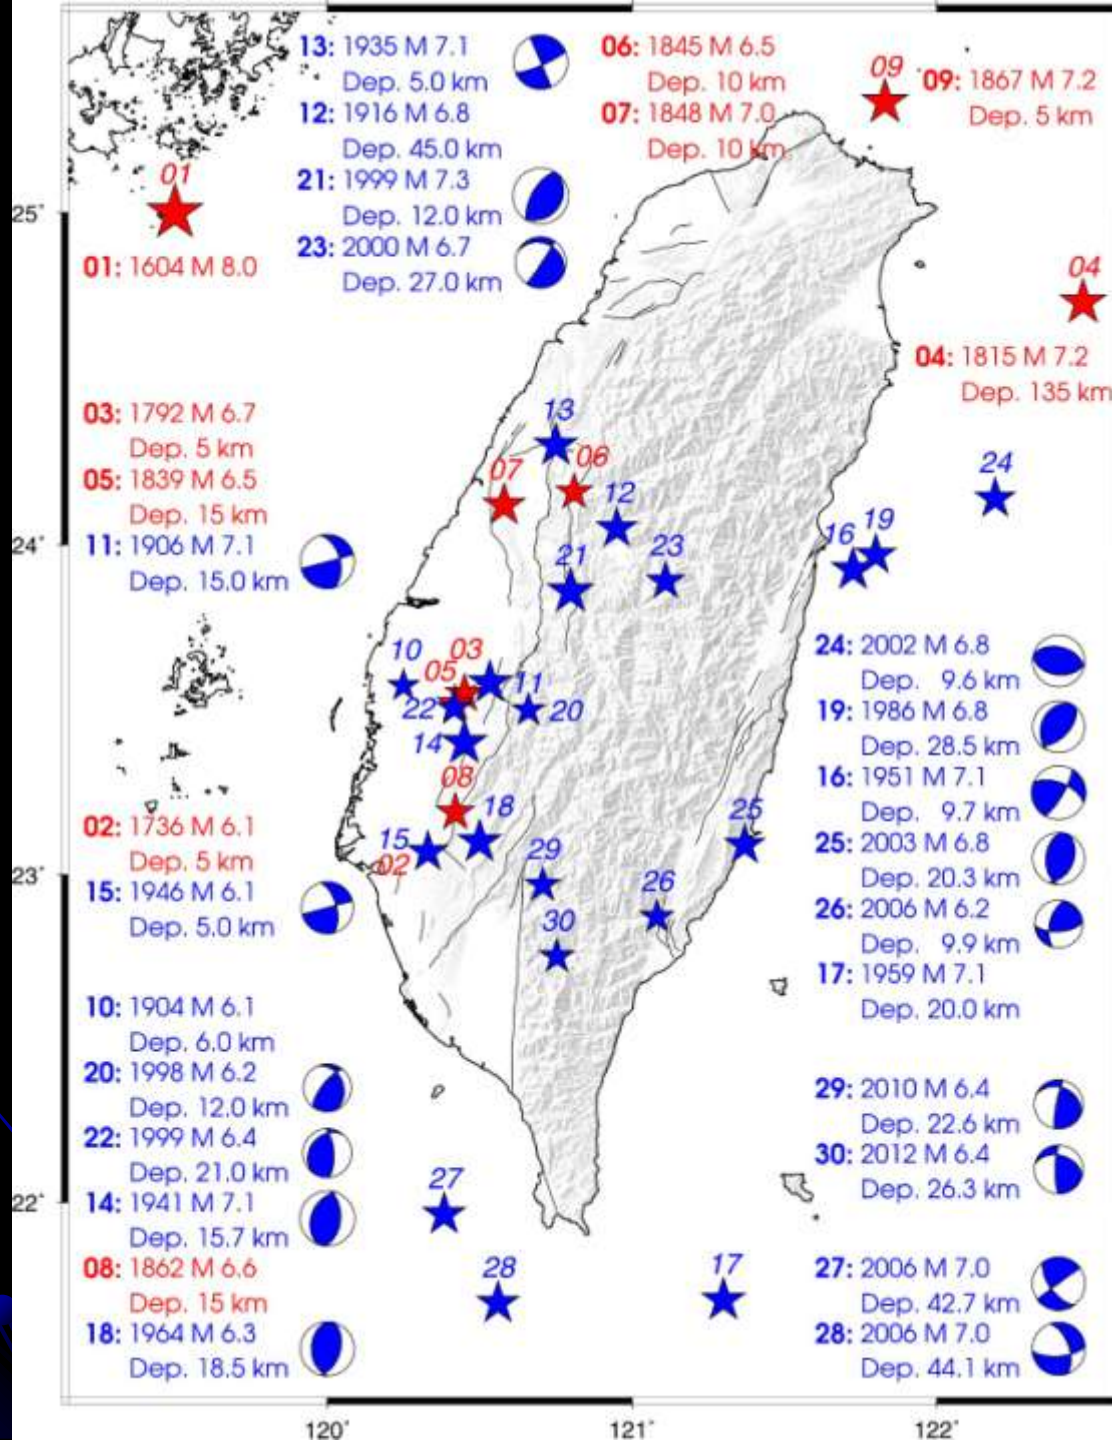 13: 1935 M 7.1
Dep. 5.0 km
12: 1916 M 6.8
Dep. 45.0 km
21: 1999 M 7.3
Dep. 12.0 km
23: 2000 M 6.7
Dep. 27.0 km
06: 1845 M 6.5
Dep. 10 km
07: 1848 M 7.0
Dep. 10 km
09
09: 1867 M 7.2
Dep. 5 km
01
25°
01: 1604 M 8.0
04
04: 1815 M 7.2
Dep. 135 km
03: 1792 M 6.7
Dep. 5 km
05: 1839 M 6.5
Dep. 15 km
11: 1906 M 7.1
Dep. 15.0 km
24°
13
07
06
12
21
23
24
16
19
10
03
05
11
22
20
14
08
18
15
02
29
30
25
26
24: 2002 M 6.8
Dep. 9.6 km
19: 1986 M 6.8
Dep. 28.5 km
16: 1951 M 7.1
Dep. 9.7 km
25: 2003 M 6.8
Dep. 20.3 km
26: 2006 M 6.2
Dep. 9.9 km
17: 1959 M 7.1
Dep. 20.0 km
02: 1736 M 6.1
Dep. 5 km
23°
15: 1946 M 6.1
Dep. 5.0 km
10: 1904 M 6.1
Dep. 6.0 km
20: 1998 M 6.2
Dep. 12.0 km
22: 1999 M 6.4
Dep. 21.0 km
22°
14: 1941 M 7.1
Dep. 15.7 km
08: 1862 M 6.6
Dep. 15 km
18: 1964 M 6.3
Dep. 18.5 km
27
28
17
29: 2010 M 6.4
Dep. 22.6 km
30: 2012 M 6.4
Dep. 26.3 km
27: 2006 M 7.0
Dep. 42.7 km
28: 2006 M 7.0
Dep. 44.1 km
120°
121°
122°